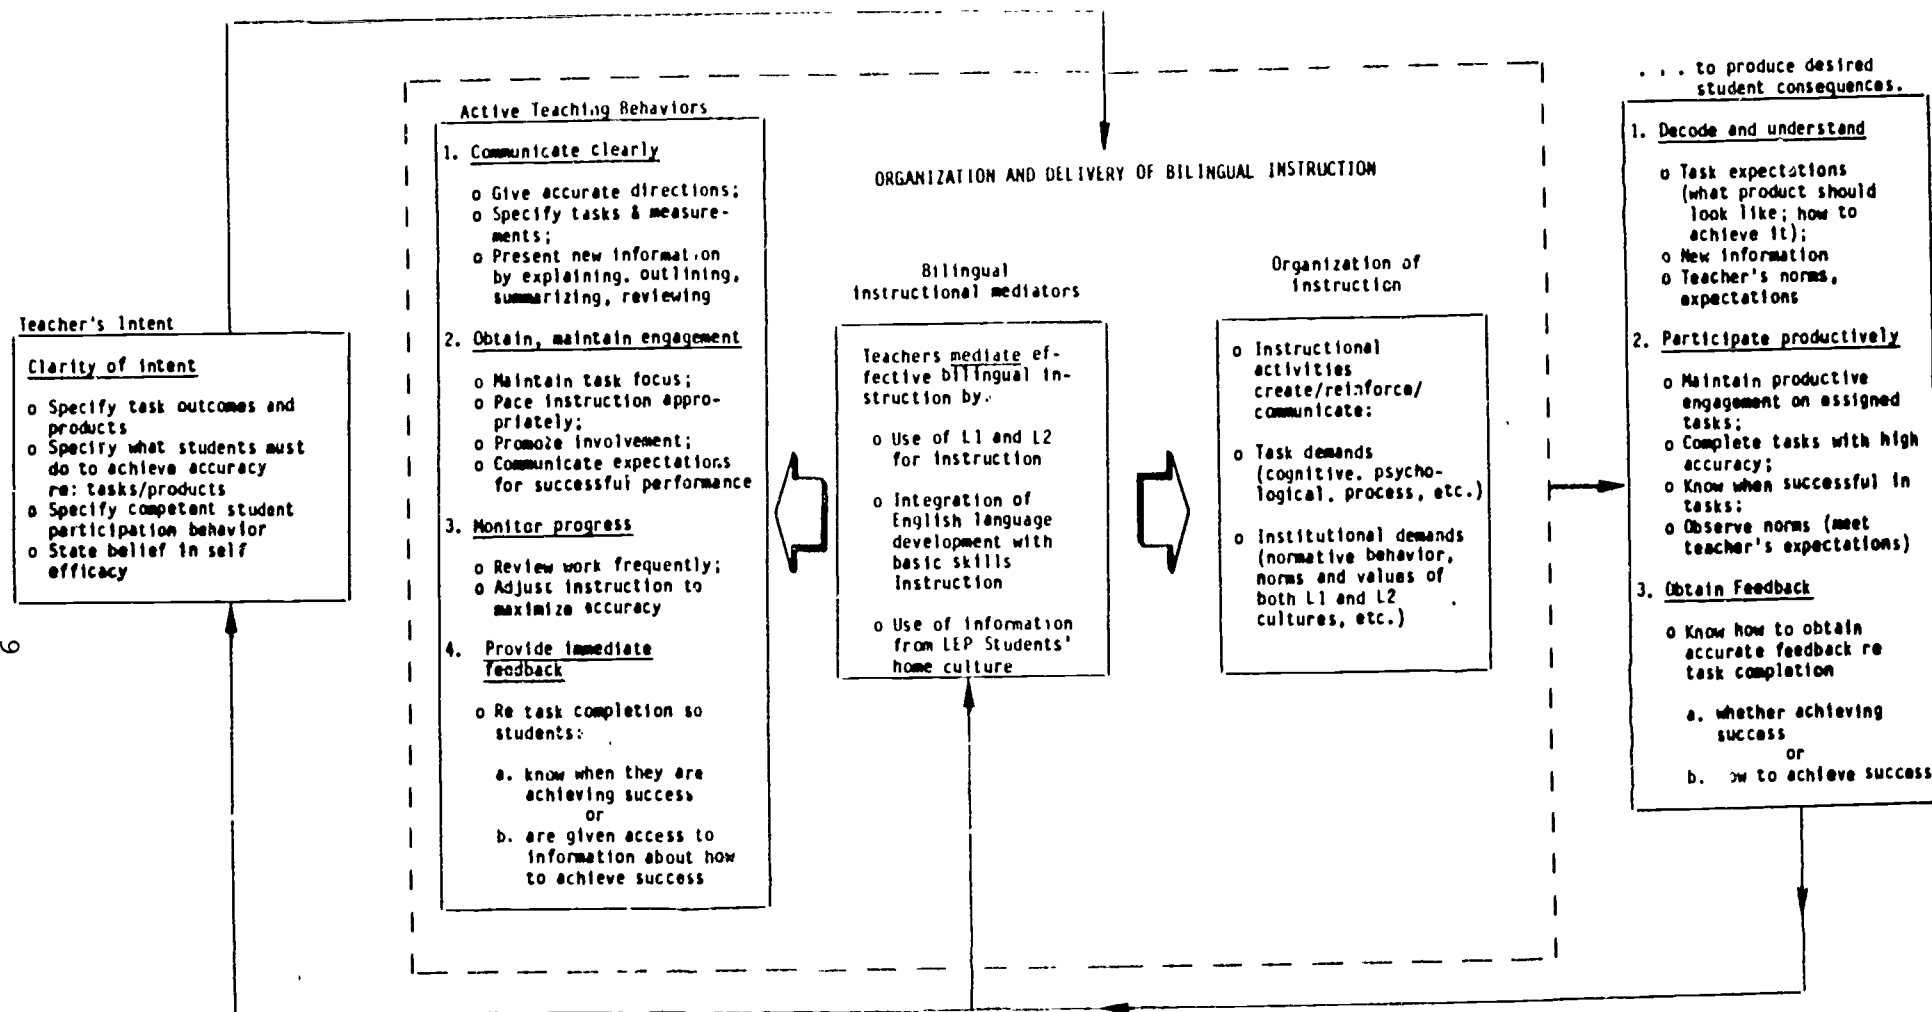 Teacher's Intent
Clarity of intent
o Specify task outcomes and
products
o Specify what students must
do to achieve accuracy
re: tasks/products
o Specify competent student
participation behavior
o State belief in self
efficacy
Active Teaching Behaviors
1. Communicate clearly
o Give accurate directions;
o Specify tasks & measure-
ments;
o Present new information
by explaining, outlining,
summarizing, reviewing
2. Obtain, maintain engagement
o Maintain task focus;
o Pace instruction appro-
priately;
o Promote involvement;
o Communicate expectations
for successful performance
3. Monitor progress
o Review work frequently;
o Adjust instruction to
maximize accuracy
4. Provide immediate
feedback
o Re task completion so
students:
a. know when they are
achieving success
or
b. are given access to
information about how
to achieve success
ORGANIZATION AND DELIVERY OF BILINGUAL INSTRUCTION
Bilingual
instructional mediators
Teachers mediate ef-
fective bilingual in-
struction by:
o Use of L1 and L2
for instruction
o Integration of
English language
development with
basic skills
Instruction
o Use of information
from LEP Students'
home culture
Organization of
instruction
o Instructional
activities
create/reinforce/
communicate:
o Task demands
(cognitive, psycho-
logical, process, etc.)
o Institutional demands
(normative behavior,
norms and values of
both L1 and L2
cultures, etc.)
. . . to produce desired
student consequences.
1. Decode and understand
o Task expectations
(what product should
look like; how to
achieve it);
o New information
o Teacher's norms,
expectations
2. Participate productively
o Maintain productive
engagement on assigned
tasks;
o Complete tasks with high
accuracy;
o Know when successful in
tasks;
o Observe norms (meet
teacher's expectations)
3. Obtain Feedback
o Know how to obtain
accurate feedback re
task completion
a. whether achieving
success
or
b. ow to achieve success
6